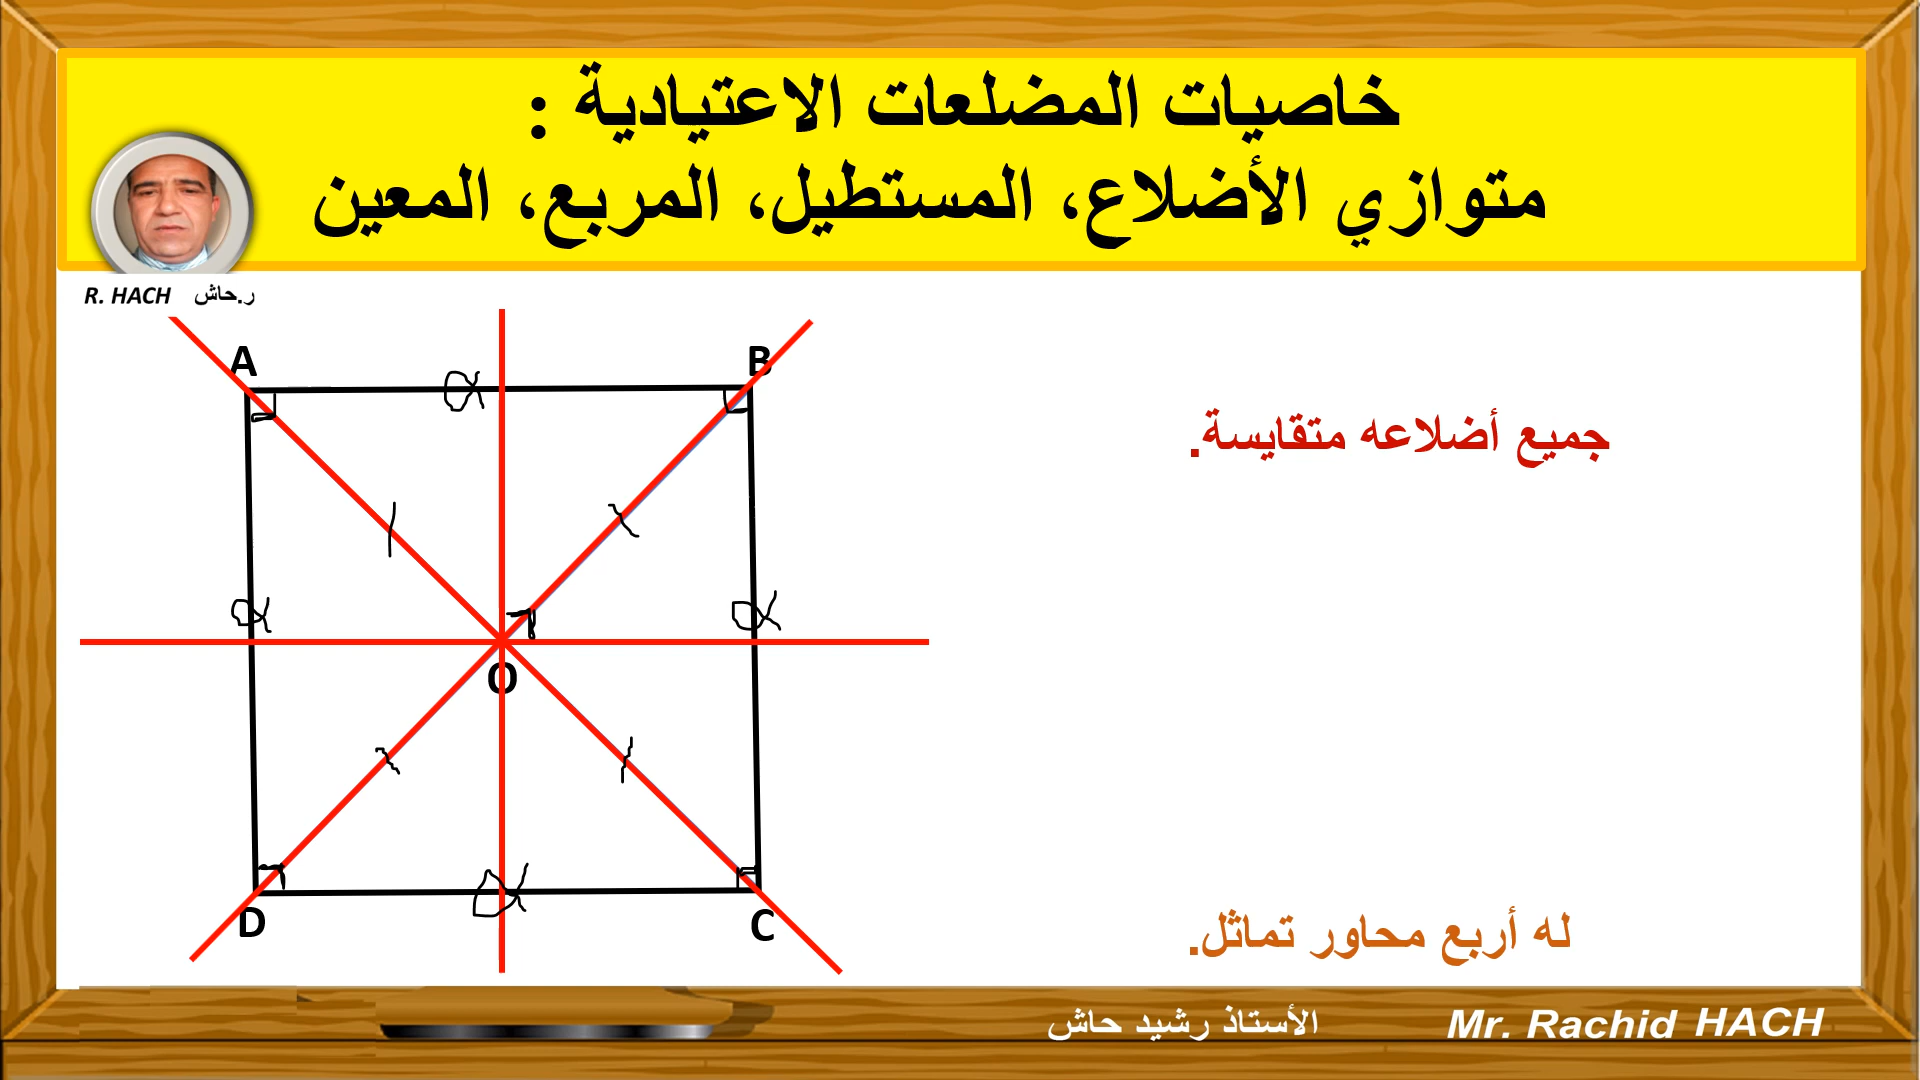 خاصيات المضلعات الاعتيادية :
متوازي الأضلاع، المستطيل، المربع، المعين
R. HACH ر.حاش
A
B
جميع أضلاعه متقايسة.
O
D
C
له أربع محاور تماثل.
الأستاذ رشيد حاش
Mr. Rachid HACH